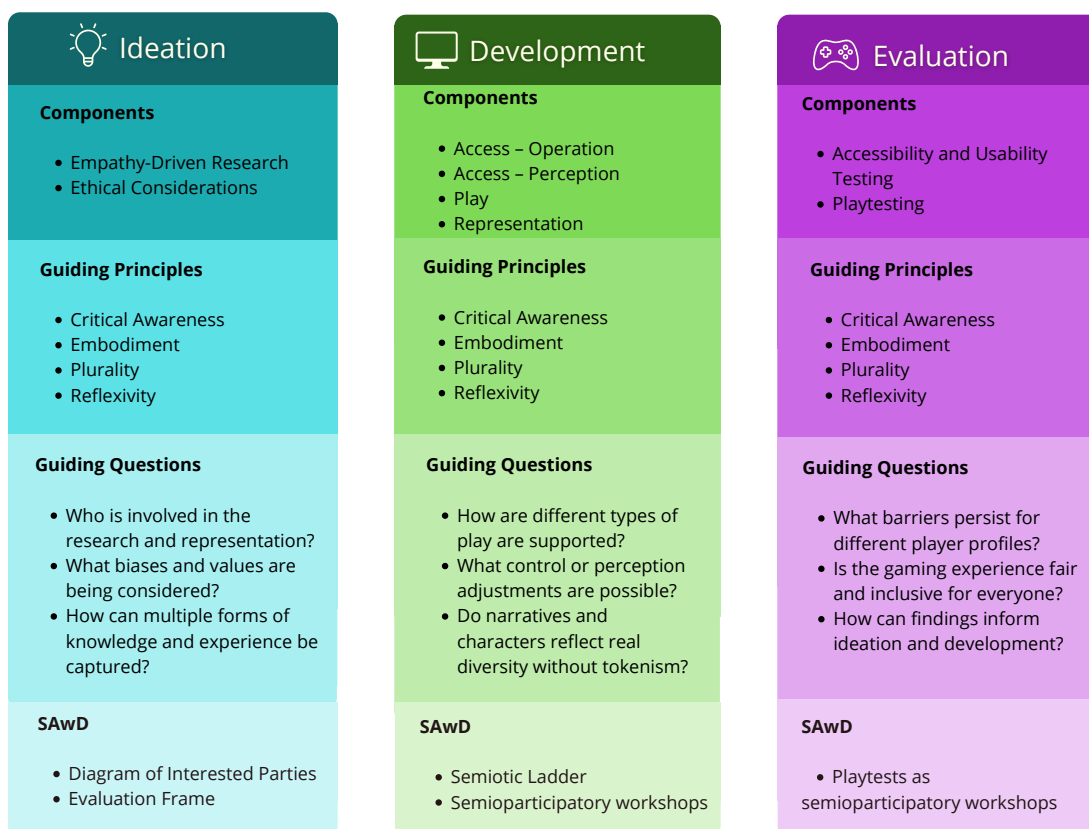 Ideation
Components
• Empathy-Driven Research
• Ethical Considerations
Guiding Principles
• Critical Awareness
• Embodiment
• Plurality
• Reflexivity
Guiding Questions
• Who is involved in the
research and representation?
• What biases and values are
being considered?
• How can multiple forms of
knowledge and experience be
captured?
SAwD
• Diagram of Interested Parties
• Evaluation Frame
Development
Components
• Access – Operation
• Access – Perception
• Play
• Representation
Guiding Principles
• Critical Awareness
• Embodiment
• Plurality
• Reflexivity
Guiding Questions
• How are different types of
play are supported?
• What control or perception
adjustments are possible?
• Do narratives and
characters reflect real
diversity without tokenism?
SAwD
• Semiotic Ladder
• Semioparticipatory workshops
Evaluation
Components
• Accessibility and Usability
Testing
• Playtesting
Guiding Principles
• Critical Awareness
• Embodiment
• Plurality
• Reflexivity
Guiding Questions
• What barriers persist for
different player profiles?
• Is the gaming experience fair
and inclusive for everyone?
• How can findings inform
ideation and development?
SAwD
• Playtests as
semioparticipatory workshops